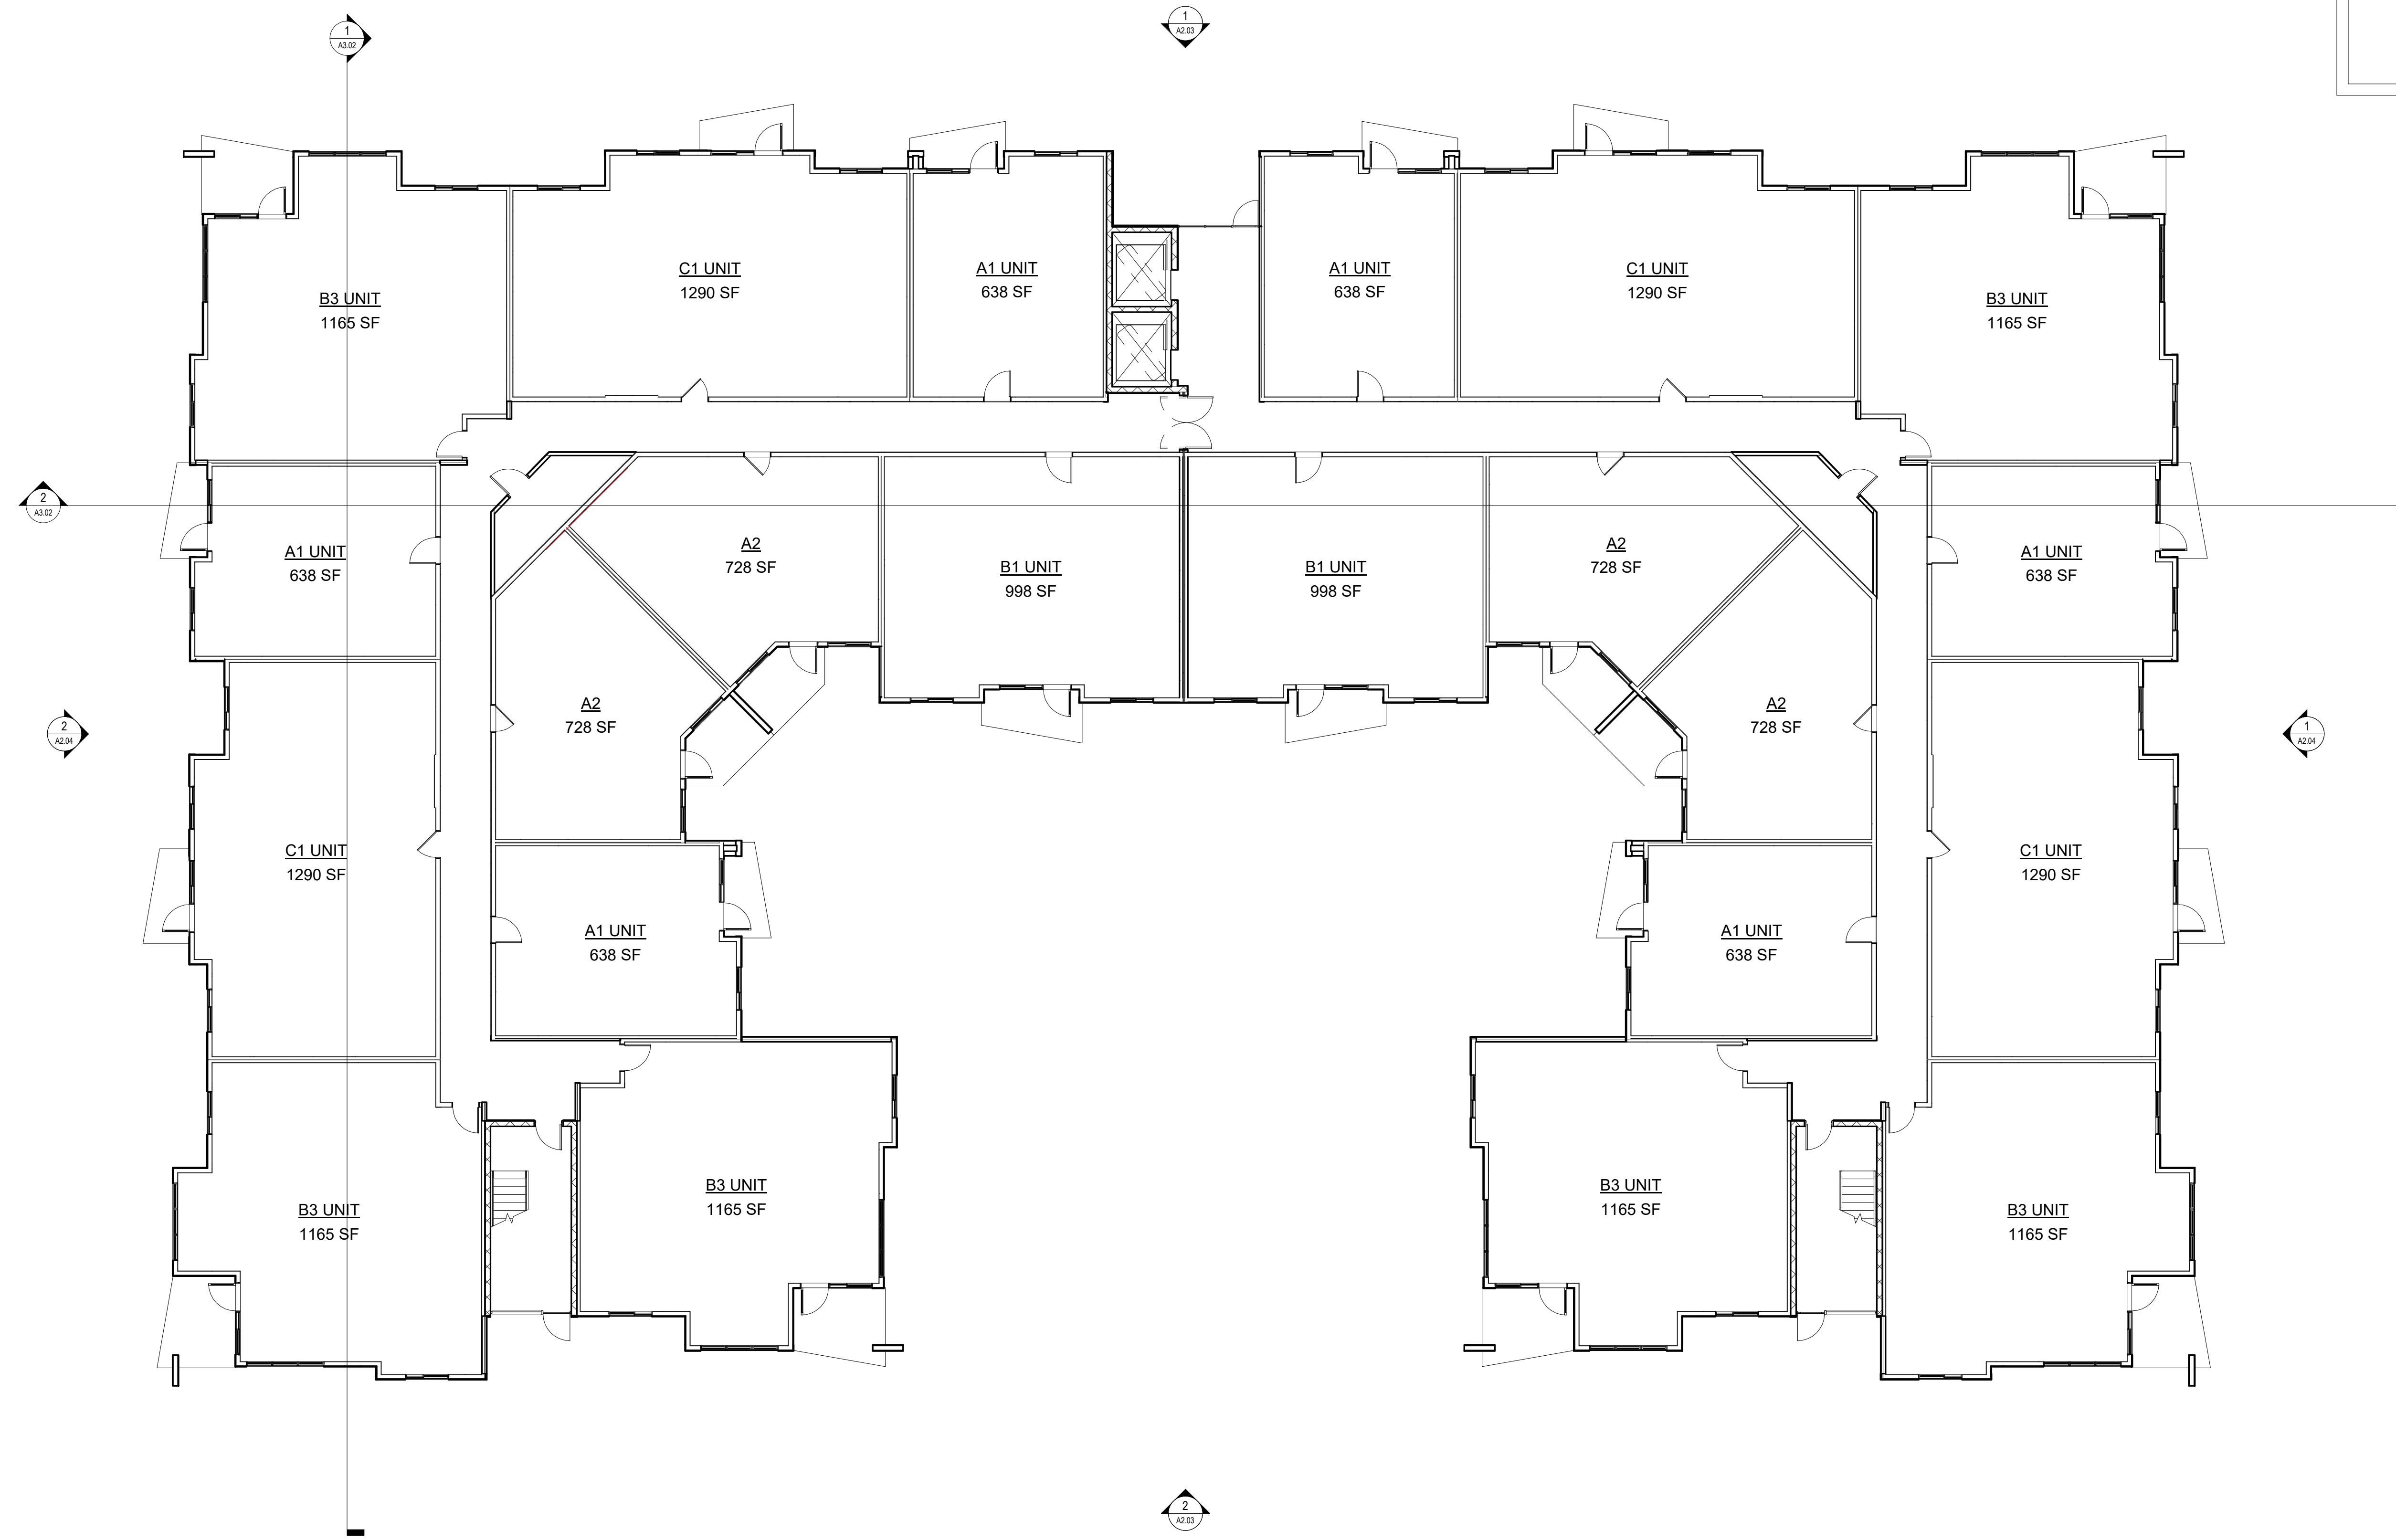 1
A3.02
1
A2.03
C1 UNIT
1290 SF
A1 UNIT
638 SF
A1 UNIT
638 SF
C1 UNIT
1290 SF
B3 UNIT
1165 SF
B3 UNIT
1165 SF
2
A3.02
A1 UNIT
638 SF
A2
728 SF
B1 UNIT
998 SF
B1 UNIT
998 SF
A2
728 SF
A1 UNIT
638 SF
2
A2.04
A2
728 SF
A2
728 SF
1
A2.04
C1 UNIT
1290 SF
C1 UNIT
1290 SF
A1 UNIT
638 SF
A1 UNIT
638 SF
B3 UNIT
1165 SF
B3 UNIT
1165 SF
B3 UNIT
1165 SF
B3 UNIT
1165 SF
2
A2.03